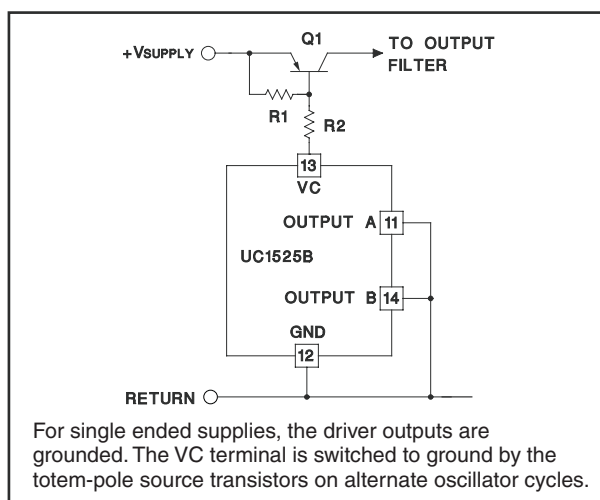 Q1
+VSUPPLY
TO OUTPUT
FILTER
R1
R2
13
VC
OUTPUT A 11
UC1525B
OUTPUT B 14
GND
12
RETURN
For single ended supplies, the driver outputs are
grounded. The VC terminal is switched to ground by the
totem-pole source transistors on alternate oscillator cycles.